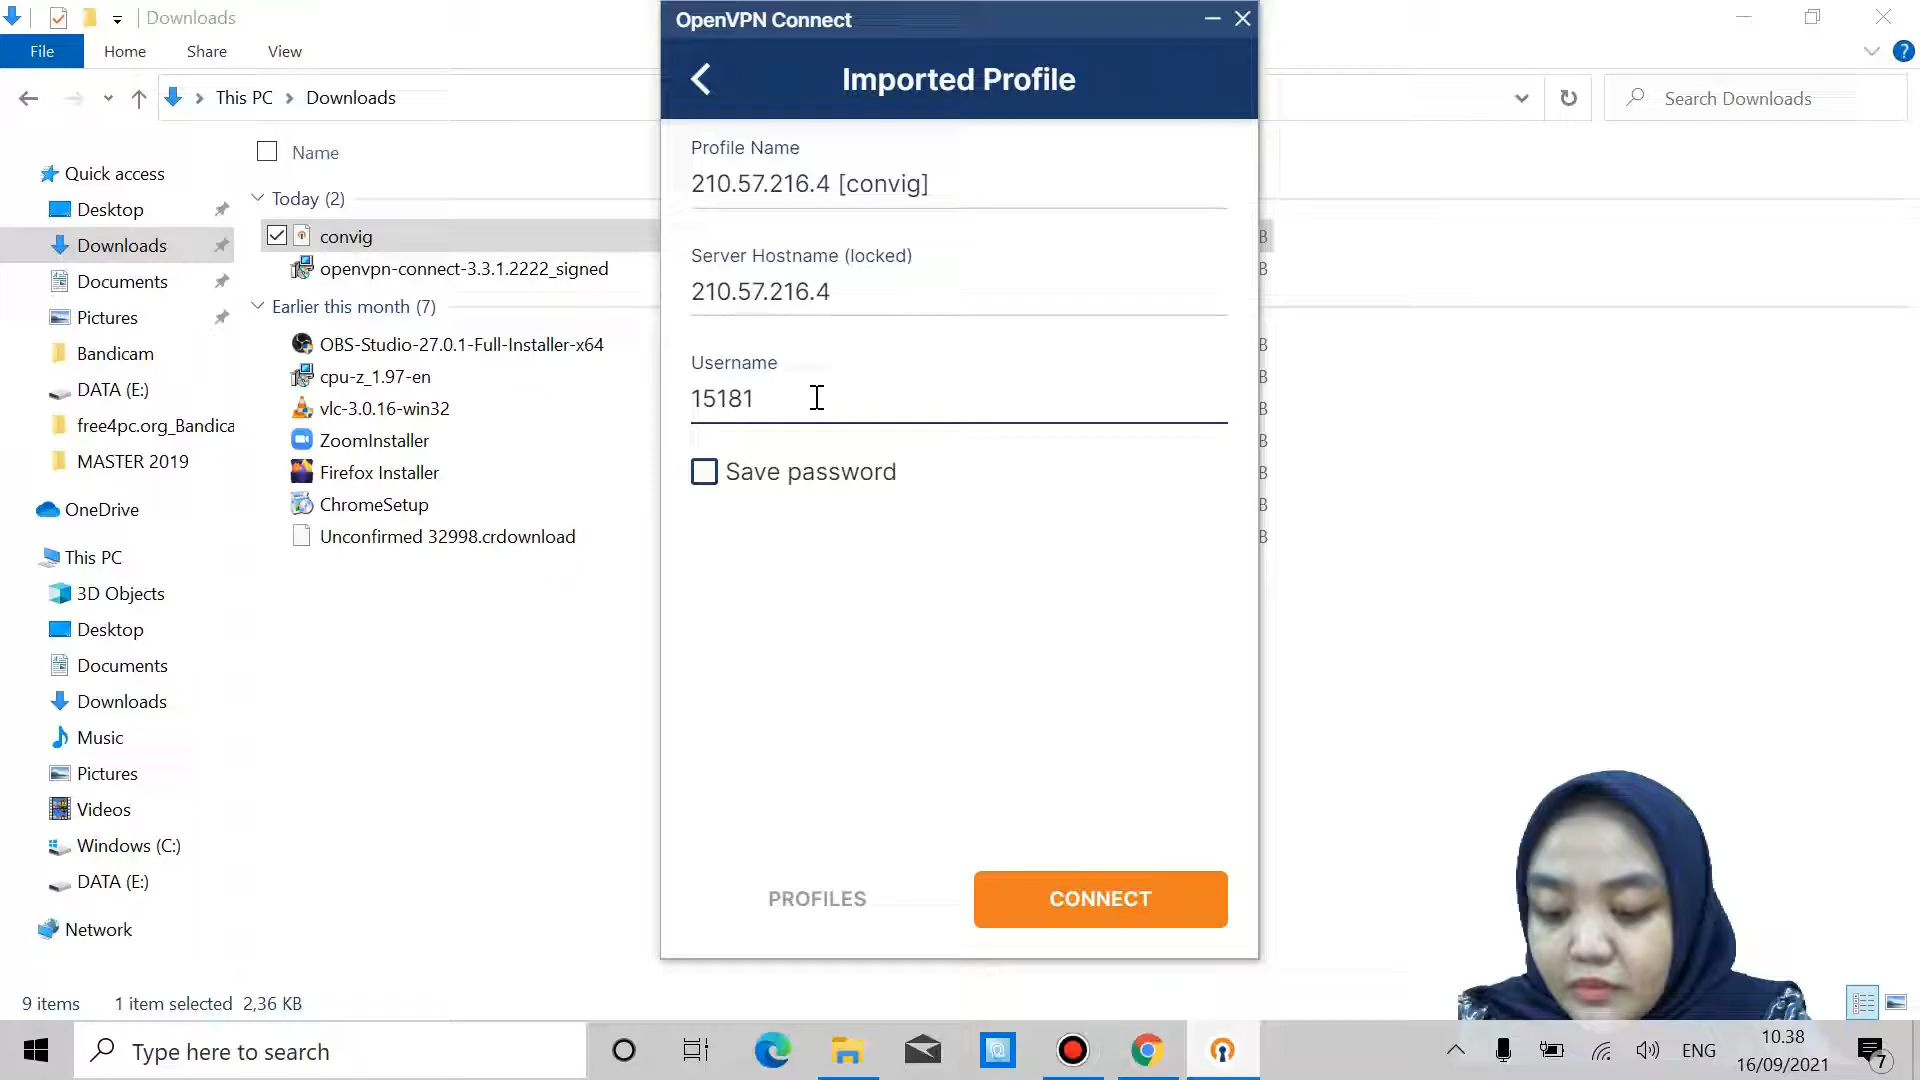 Downloads
File
Home
Share
View
This PC
Downloads
Search Downloads
Name
Quick access
Desktop
Downloads
Documents
Pictures
Bandicam
DATA (E:)
free4pc.org_Bandica
MASTER 2019
OneDrive
This PC
3D Objects
Desktop
Documents
Downloads
Music
Pictures
Videos
Windows (C:)
DATA (E:)
Network
Today (2)
convig
openvpn-connect-3.3.1.2222_signed
Earlier this month (7)
OBS-Studio-27.0.1-Full-Installer-x64
cpu-z_1.97-en
vlc-3.0.16-win32
ZoomInstaller
Firefox Installer
ChromeSetup
Unconfirmed 32998.crdownload
B
B
B
B
B
B
B
B
B
OpenVPN Connect
Imported Profile
Profile Name
210.57.216.4 [convig]
Server Hostname (locked)
210.57.216.4
Username
15181
Save password
PROFILES
CONNECT
9 items
1 item selected 2,36 KB
Type here to search
ENG
10.38
16/09/2021
7